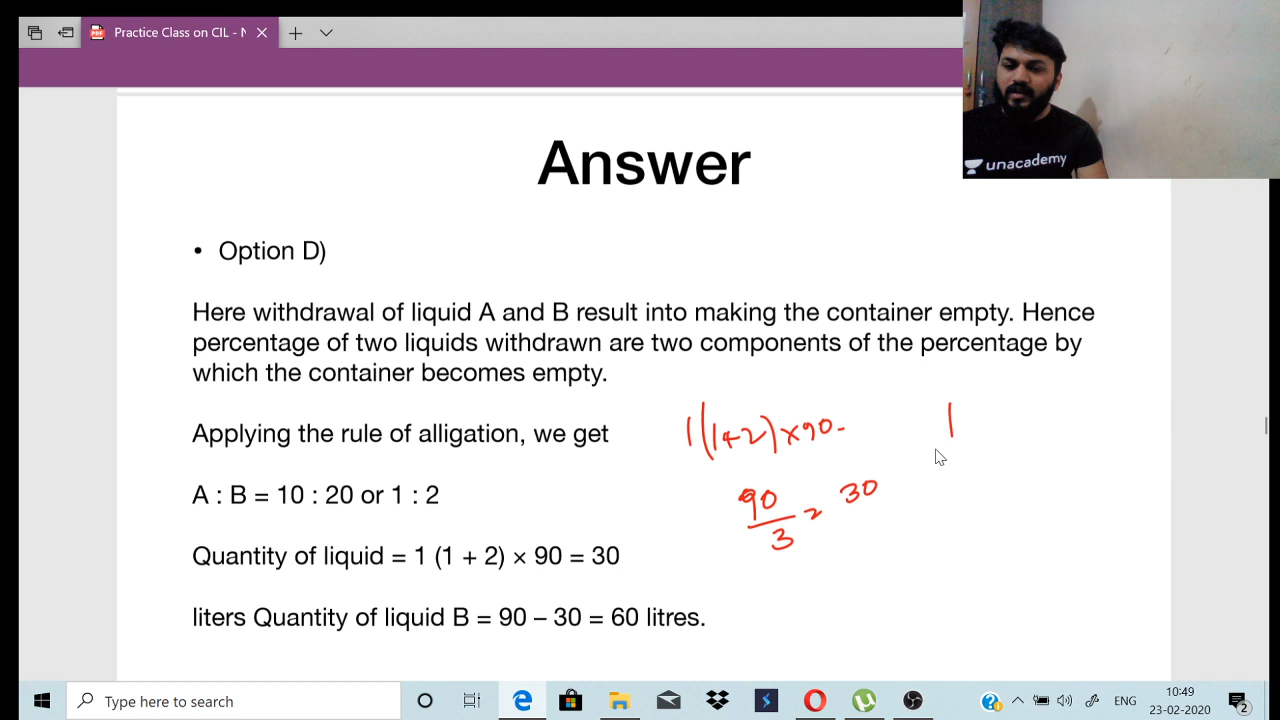 Practice Class on CIL - N
unacademy
Answer
• Option D)
Here withdrawal of liquid A and B result into making the container empty. Hence
percentage of two liquids withdrawn are two components of the percentage by
which the container becomes empty.
Applying the rule of alligation, we get
1 (1+2) ×90-
1
A : B = 10 : 20 or 1 : 2
90
3
= 30
Quantity of liquid = 1 (1 + 2) × 90 = 30
liters Quantity of liquid B = 90 – 30 = 60 litres.
Type here to search
ENG
10:49
23-02-2020
2